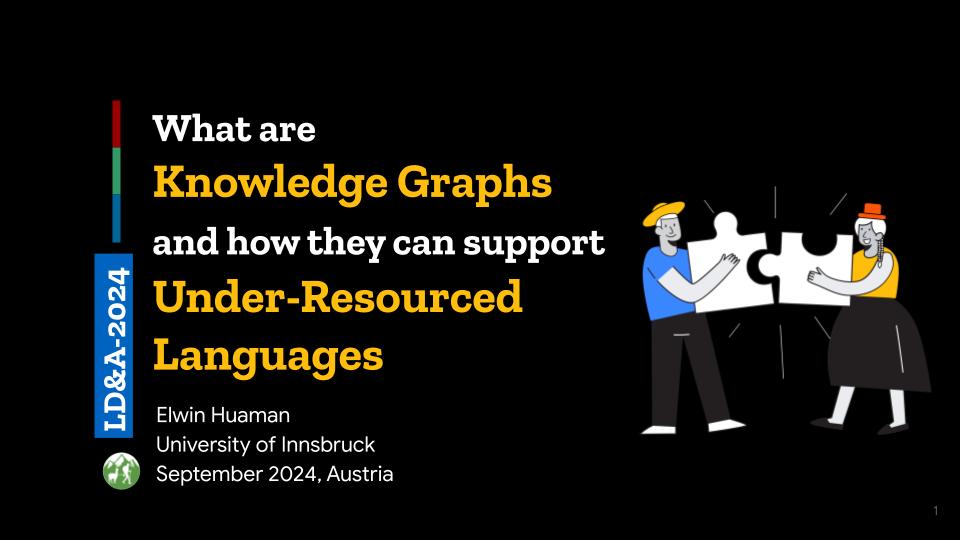 What are
Knowledge Graphs
and how they can support
Under-Resourced
Languages
LD&A-2024
Elwin Huaman
University of Innsbruck
September 2024, Austria
1